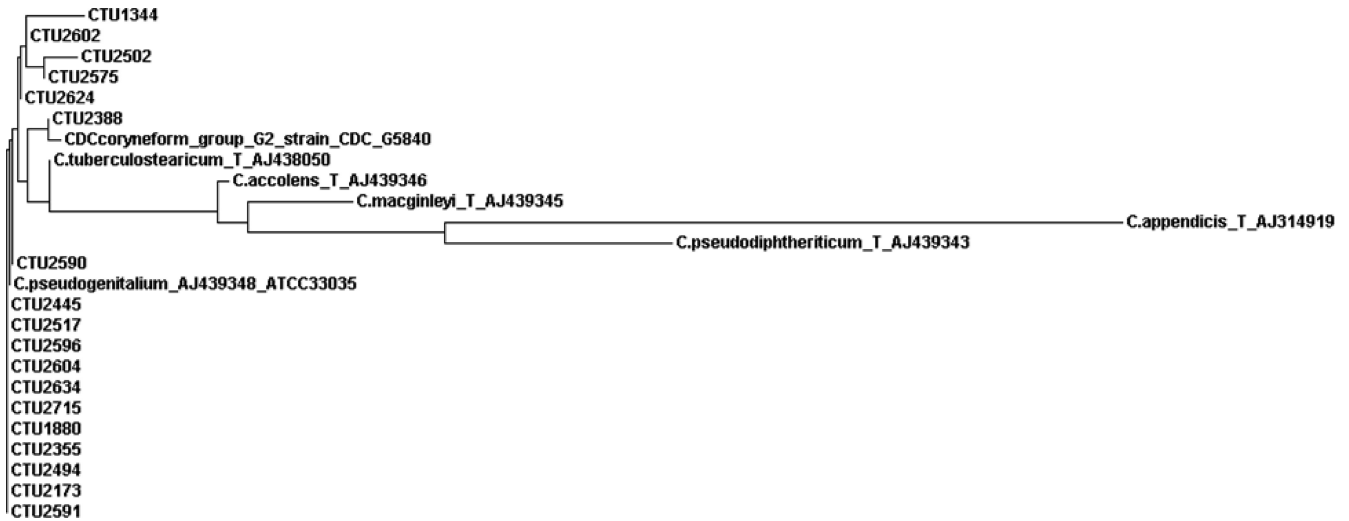 CTU1344
CTU2602
CTU2502
CTU2575
CTU2624
CTU2388
CDCcoryneform_group_G2_strain_CDC_G5840
C.tuberculostearicum_T_AJ438050
C.accolens_T_AJ439346
C.macginleyi_T_AJ439345
C.appendicis_T_AJ314919
C.pseudodiphtheriticum_T_AJ439343
CTU2590
C.pseudogenitalium_AJ439348_ATCC33035
CTU2445
CTU2517
CTU2596
CTU2604
CTU2634
CTU2715
CTU1880
CTU2355
CTU2494
CTU2173
CTU2591